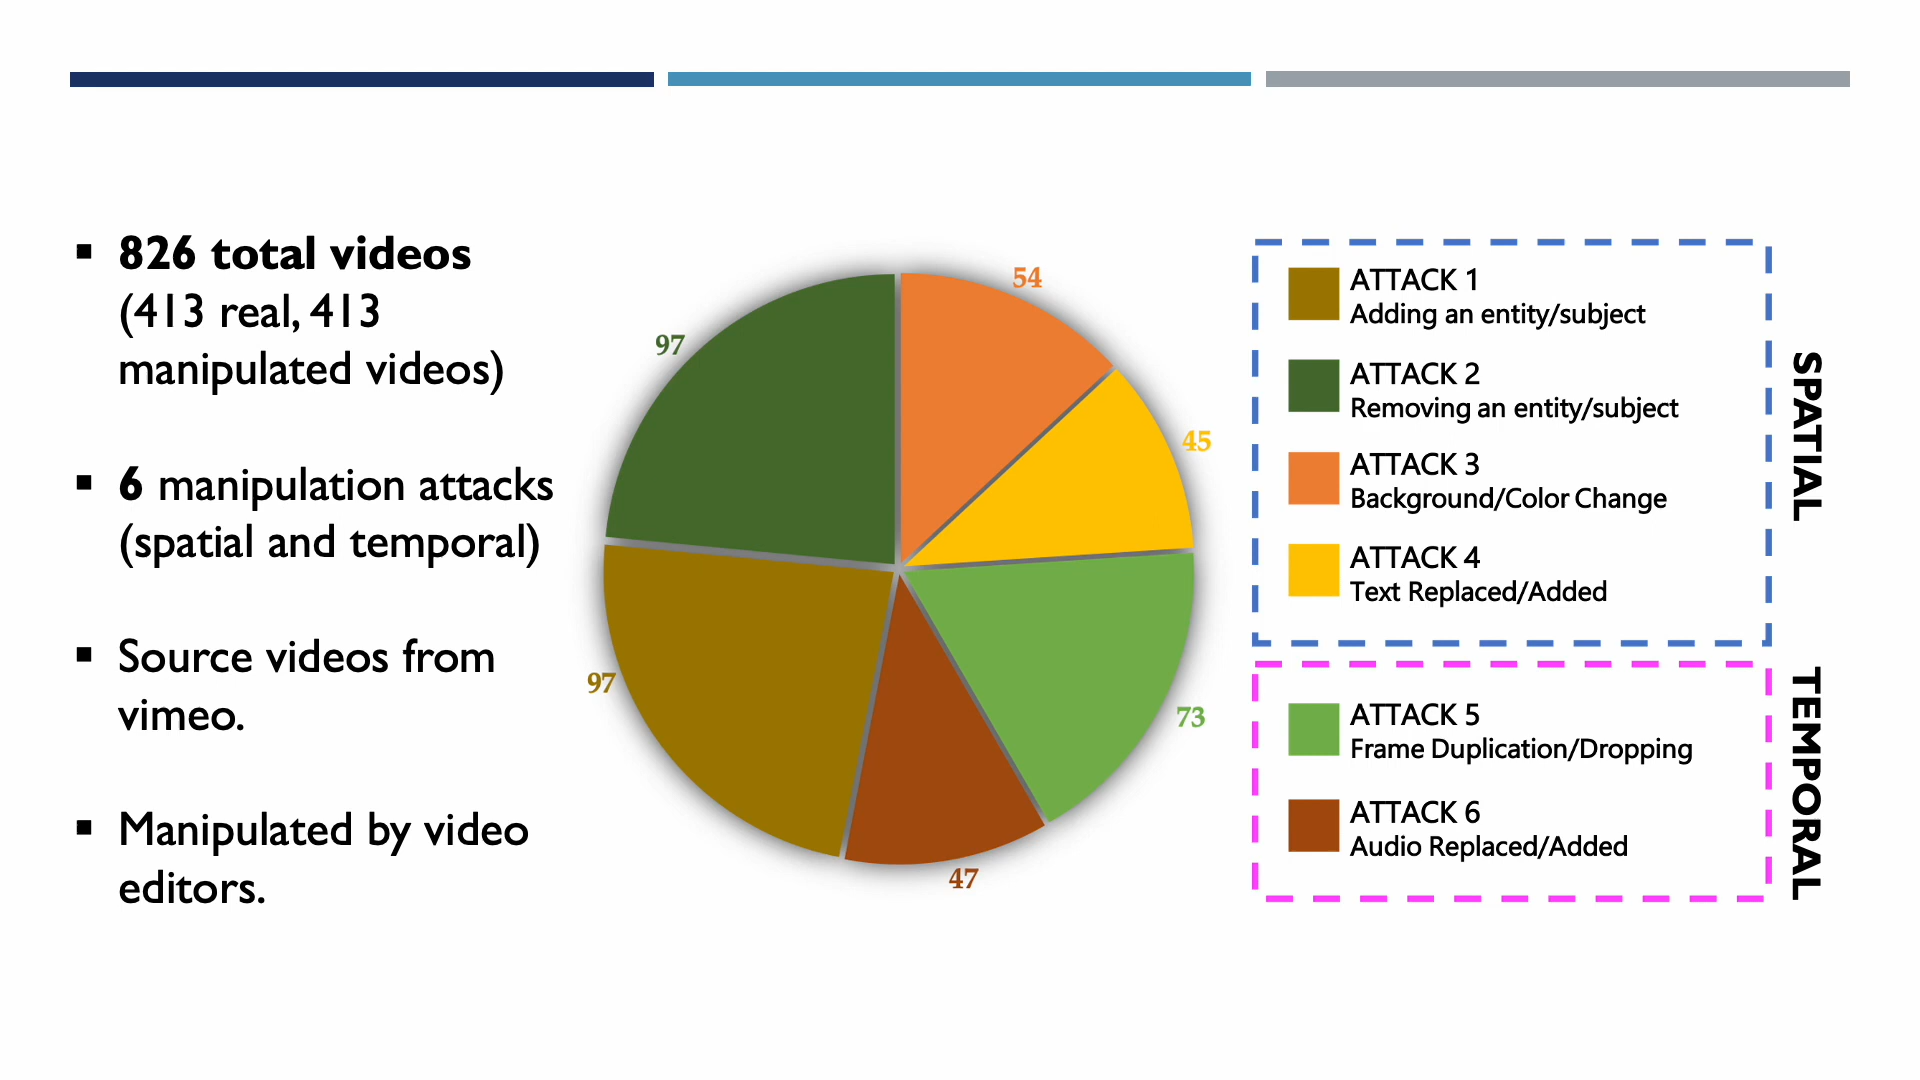 ▪ 826 total videos
(413 real, 413
manipulated videos)
▪ 6 manipulation attacks
(spatial and temporal)
▪ Source videos from
vimeo.
▪ Manipulated by video
editors.
54
97
45
97
73
47
ATTACK 1
Adding an entity/subject
ATTACK 2
Removing an entity/subject
ATTACK 3
Background/Color Change
ATTACK 4
Text Replaced/Added
SPATIAL
ATTACK 5
Frame Duplication/Dropping
ATTACK 6
Audio Replaced/Added
TEMPORAL